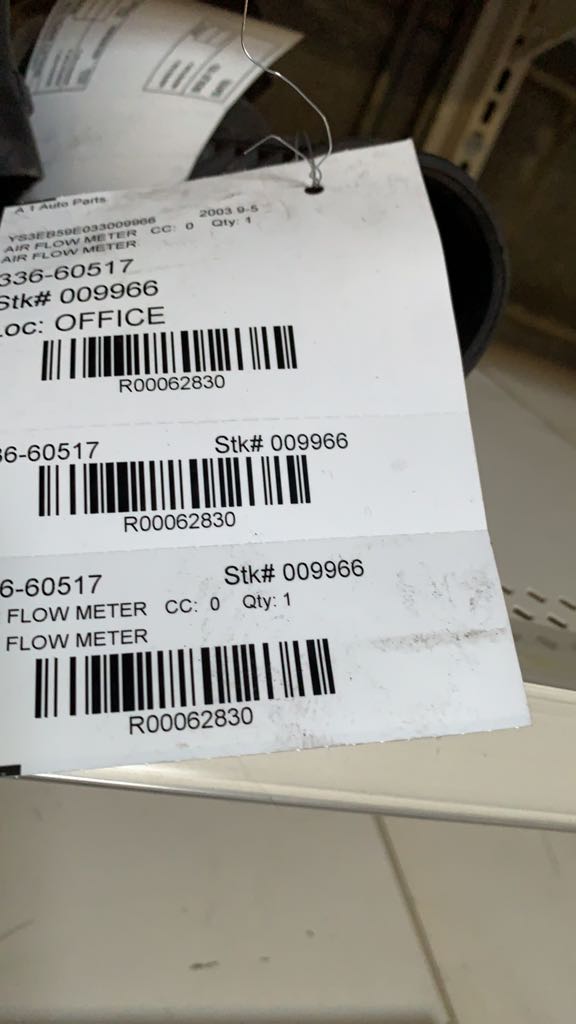 A 1 Auto Parts
YS3EB59E033009966 2003 9-5
AIR FLOW METER CC: 0 Qty: 1
AIR FLOW METER
336-60517
Stk# 009966
Loc: OFFICE
R00062830
36-60517 Stk# 009966
R00062830
6-60517 Stk# 009966
FLOW METER CC: 0 Qty: 1
FLOW METER
R00062830